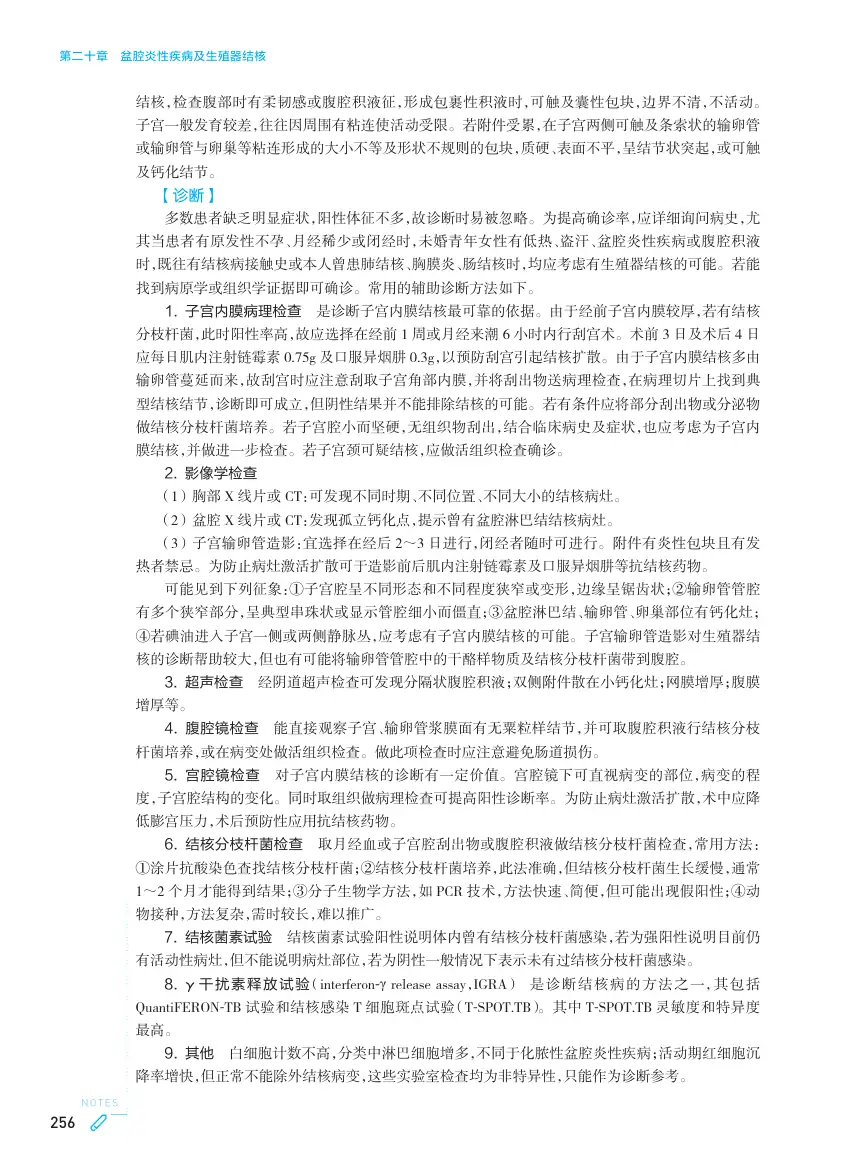 第二十章 盆腔炎性疾病及生殖器结核
结核,检查腹部时有柔韧感或腹腔积液征,形成包裹性积液时,可触及囊性包块,边界不清,不活动。
子宫一般发育较差,往往因周围有粘连使活动受限。若附件受累,在子宫两侧可触及条索状的输卵管
或输卵管与卵巢等粘连形成的大小不等及形状不规则的包块,质硬、表面不平,呈结节状突起,或可触
及钙化结节。
【诊断】
多数患者缺乏明显症状,阳性体征不多,故诊断时易被忽略。为提高确诊率,应详细询问病史,尤
其当患者有原发性不孕、月经稀少或闭经时,未婚青年女性有低热、盗汗、盆腔炎性疾病或腹腔积液
时,既往有结核病接触史或本人曾患肺结核、胸膜炎、肠结核时,均应考虑有生殖器结核的可能。若能
找到病原学或组织学证据即可确诊。常用的辅助诊断方法如下。
1. 子宫内膜病理检查 是诊断子宫内膜结核最可靠的依据。由于经前子宫内膜较厚,若有结核
分枝杆菌,此时阳性率高,故应选择在经前 1 周或月经来潮 6 小时内行刮宫术。术前 3 日及术后 4 日
应每日肌内注射链霉素 0.75g 及口服异烟肼 0.3g,以预防刮宫引起结核扩散。由于子宫内膜结核多由
输卵管蔓延而来,故刮宫时应注意刮取子宫角部内膜,并将刮出物送病理检查,在病理切片上找到典
型结核结节,诊断即可成立,但阴性结果并不能排除结核的可能。若有条件应将部分刮出物或分泌物
做结核分枝杆菌培养。若子宫腔小而坚硬,无组织物刮出,结合临床病史及症状,也应考虑为子宫内
膜结核,并做进一步检查。若子宫颈可疑结核,应做活组织检查确诊。
2. 影像学检查
(1)胸部 X 线片或 CT:可发现不同时期、不同位置、不同大小的结核病灶。
(2)盆腔 X 线片或 CT:发现孤立钙化点,提示曾有盆腔淋巴结结核病灶。
(3)子宫输卵管造影:宜选择在经后 2~3 日进行,闭经者随时可进行。附件有炎性包块且有发
热者禁忌。为防止病灶激活扩散可于造影前后肌内注射链霉素及口服异烟肼等抗结核药物。
可能见到下列征象:①子宫腔呈不同形态和不同程度狭窄或变形,边缘呈锯齿状;②输卵管管腔
有多个狭窄部分,呈典型串珠状或显示管腔细小而僵直;③盆腔淋巴结、输卵管、卵巢部位有钙化灶;
④若碘油进入子宫一侧或两侧静脉丛,应考虑有子宫内膜结核的可能。子宫输卵管造影对生殖器结
核的诊断帮助较大,但也有可能将输卵管管腔中的干酪样物质及结核分枝杆菌带到腹腔。
3. 超声检查 经阴道超声检查可发现分隔状腹腔积液;双侧附件散在小钙化灶;网膜增厚;腹膜
增厚等。
4. 腹腔镜检查 能直接观察子宫、输卵管浆膜面有无粟粒样结节,并可取腹腔积液行结核分枝
杆菌培养,或在病变处做活组织检查。做此项检查时应注意避免肠道损伤。
5. 宫腔镜检查 对子宫内膜结核的诊断有一定价值。宫腔镜下可直视病变的部位,病变的程
度,子宫腔结构的变化。同时取组织做病理检查可提高阳性诊断率。为防止病灶激活扩散,术中应降
低膨宫压力,术后预防性应用抗结核药物。
6. 结核分枝杆菌检查 取月经血或子宫腔刮出物或腹腔积液做结核分枝杆菌检查,常用方法:
①涂片抗酸染色查找结核分枝杆菌;②结核分枝杆菌培养,此法准确,但结核分枝杆菌生长缓慢,通常
1~2 个月才能得到结果;③分子生物学方法,如 PCR 技术,方法快速、简便,但可能出现假阳性;④动
物接种,方法复杂,需时较长,难以推广。
7. 结核菌素试验 结核菌素试验阳性说明体内曾有结核分枝杆菌感染,若为强阳性说明目前仍
有活动性病灶,但不能说明病灶部位,若为阴性一般情况下表示未有过结核分枝杆菌感染。
8. γ干扰素释放试验(interferon-γ release assay,IGRA) 是诊断结核病的方法之一,其包括
QuantiFERON-TB 试验和结核感染 T 细胞斑点试验(T-SPOT.TB)。其中 T-SPOT.TB 灵敏度和特异度
最高。
9. 其他 白细胞计数不高,分类中淋巴细胞增多,不同于化脓性盆腔炎性疾病;活动期红细胞沉
降率增快,但正常不能除外结核病变,这些实验室检查均为非特异性,只能作为诊断参考。
NOTES
256